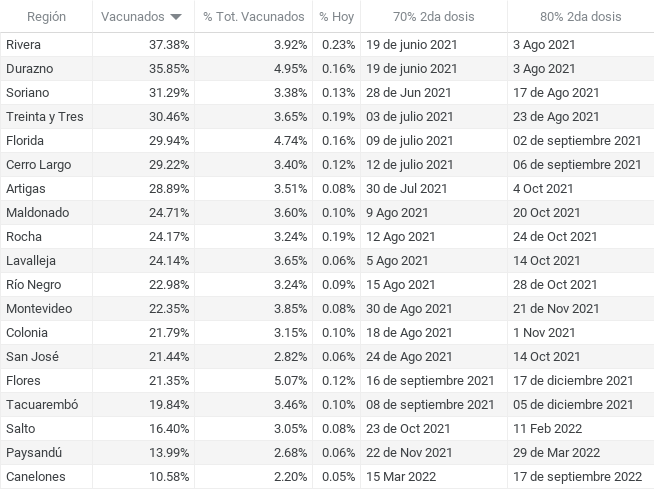 Región Vacunados % Tot. Vacunados % Hoy 70% 2da dosis 80% 2da dosis
Rivera 37.38% 3.92% 0.23% 19 de junio 2021 3 Ago 2021
Durazno 35.85% 4.95% 0.16% 19 de junio 2021 3 Ago 2021
Soriano 31.29% 3.38% 0.13% 28 de Jun 2021 17 de Ago 2021
Treinta y Tres 30.46% 3.65% 0.19% 03 de julio 2021 23 de Ago 2021
Florida 29.94% 4.74% 0.16% 09 de julio 2021 02 de septiembre 2021
Cerro Largo 29.22% 3.40% 0.12% 12 de julio 2021 06 de septiembre 2021
Artigas 28.89% 3.51% 0.08% 30 de Jul 2021 4 Oct 2021
Maldonado 24.71% 3.60% 0.10% 9 Ago 2021 20 Oct 2021
Rocha 24.17% 3.24% 0.19% 12 Ago 2021 24 de Oct 2021
Lavalleja 24.14% 3.65% 0.06% 5 Ago 2021 14 Oct 2021
Río Negro 22.98% 3.24% 0.09% 15 Ago 2021 28 de Oct 2021
Montevideo 22.35% 3.85% 0.08% 30 de Ago 2021 21 de Nov 2021
Colonia 21.79% 3.15% 0.10% 18 de Ago 2021 1 Nov 2021
San José 21.44% 2.82% 0.06% 24 de Ago 2021 14 Oct 2021
Flores 21.35% 5.07% 0.12% 16 de septiembre 2021 17 de diciembre 2021
Tacuarembó 19.84% 3.46% 0.10% 08 de septiembre 2021 05 de diciembre 2021
Salto 16.40% 3.05% 0.08% 23 de Oct 2021 11 Feb 2022
Paysandú 13.99% 2.68% 0.06% 22 de Nov 2021 29 de Mar 2022
Canelones 10.58% 2.20% 0.05% 15 Mar 2022 17 de septiembre 2022